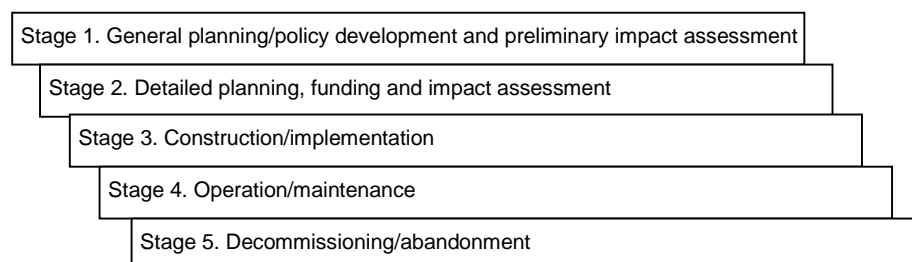 Stage 1. General planning/policy development and preliminary impact assessment
Stage 2. Detailed planning, funding and impact assessment
Stage 3. Construction/implementation
Stage 4. Operation/maintenance
Stage 5. Decommissioning/abandonment